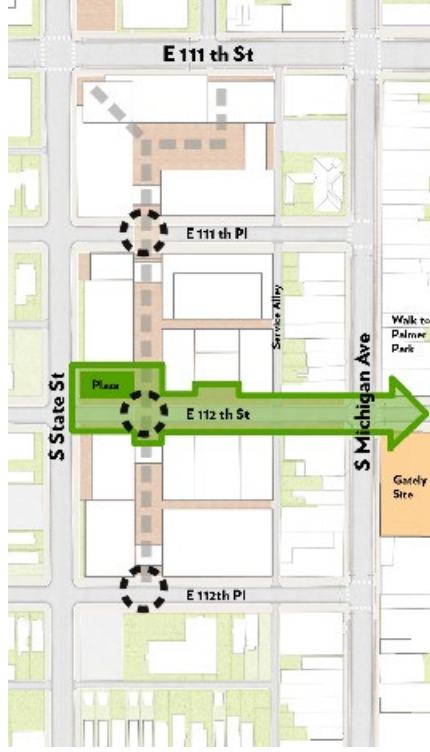 E 111 th St
E 111 th Pl
Service Alley
Walk to
Palmer
Park
Plaza
S State St
E 112 th St
S Michigan Ave
Gately
Site
E 112th Pl